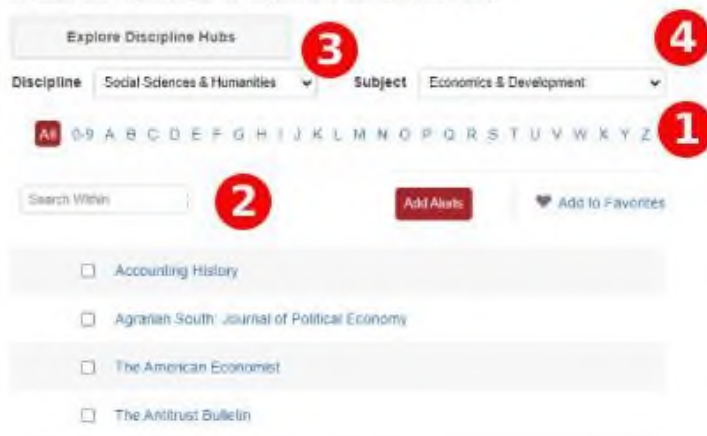 Explore Discipline Hubs
3
4
Discipline Social Sciences & Humanities Subject Economics & Development
All 0-9 A B C D E F G H I J K L M N O P Q R S T U V W X Y Z 1
Search Within 2 Add Alerts Add to Favorites
Accounting History
Agrarian South: Journal of Political Economy
The American Economist
The Antitrust Bulletin